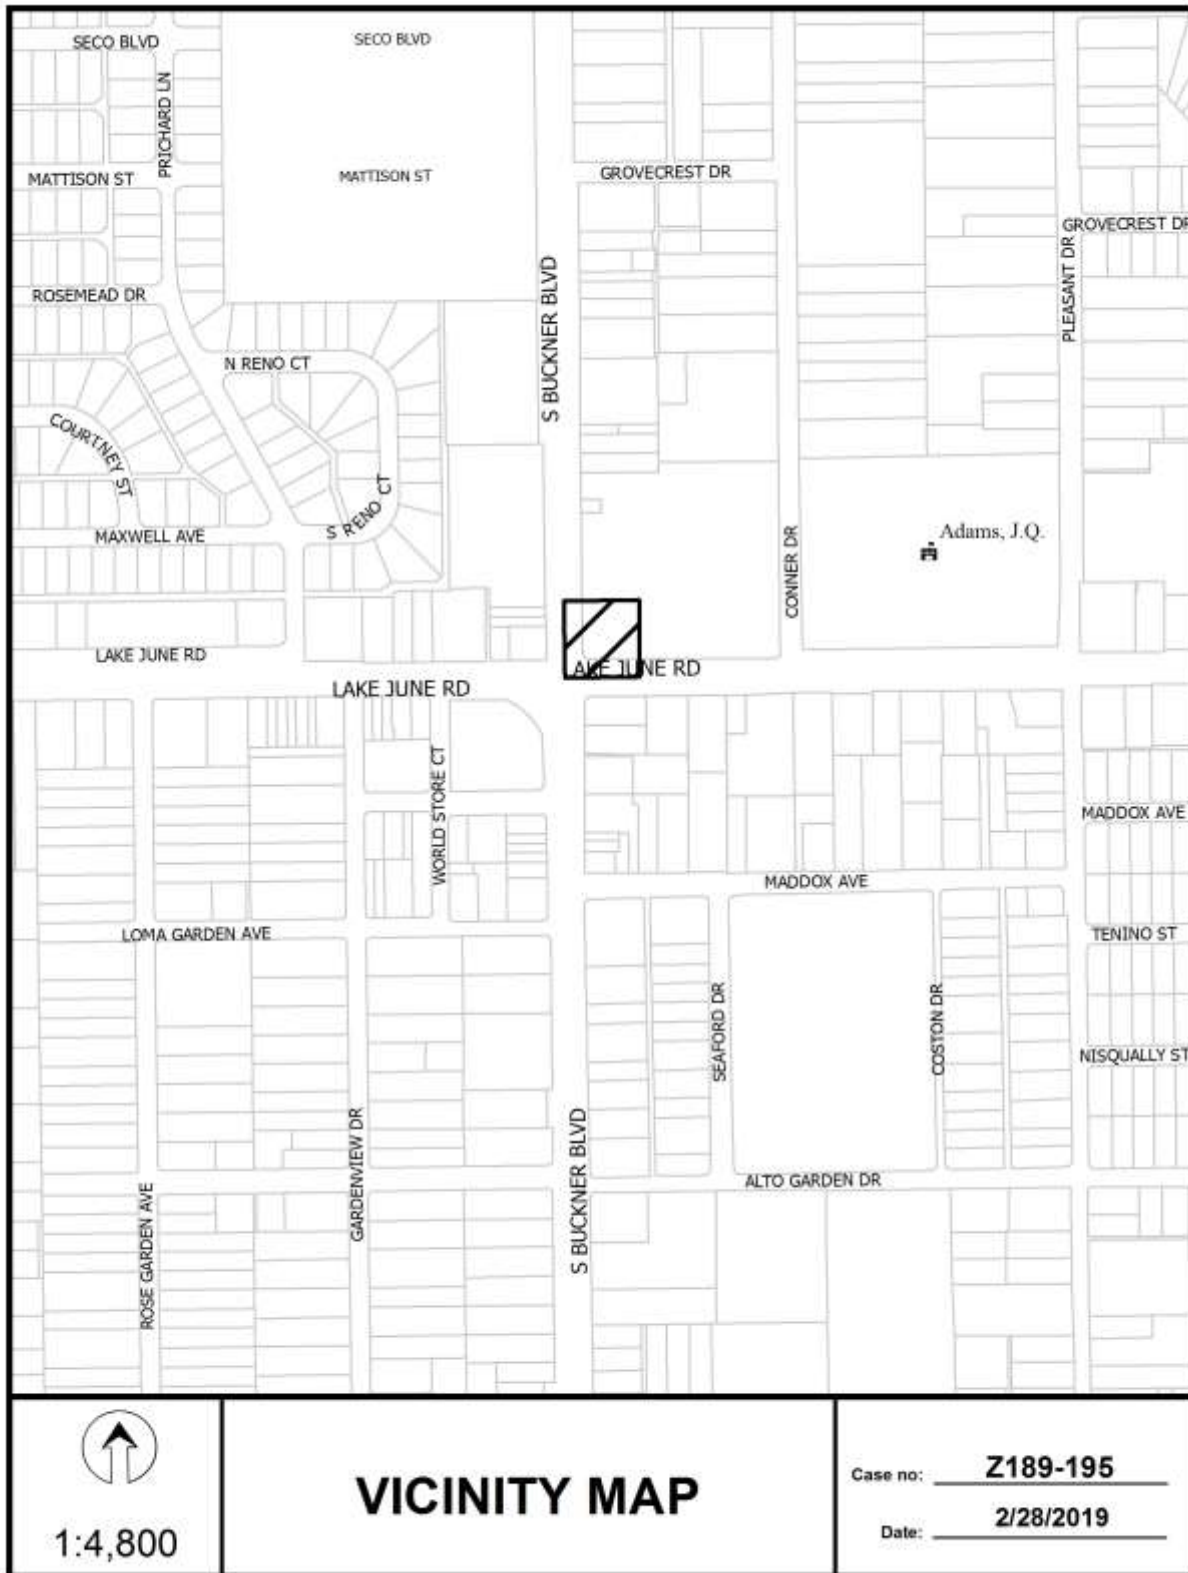 SECO BLVD
SECO BLVD
PRICHARD LN
MATTISON ST
MATTISON ST
GROVECREST DR
GROVECREST DR
PLEASANT DR
ROSEMEAD DR
S BUCKNER BLVD
N RENO CT
COURTNEY ST
S RENO CT
MAXWELL AVE
CONNER DR
Adams, J.Q.
LAKE JUNE RD
AKE JUNE RD
LAKE JUNE RD
WORLD STORE CT
MADDOX AVE
MADDOX AVE
LOMA GARDEN AVE
TENINO ST
SEAFORD DR
COSTON DR
NISQUALLY ST
GARDENVIEW DR
S BUCKNER BLVD
ALTO GARDEN DR
ROSE GARDEN AVE
1:4,800
VICINITY MAP
Case no: Z189-195
Date: 2/28/2019